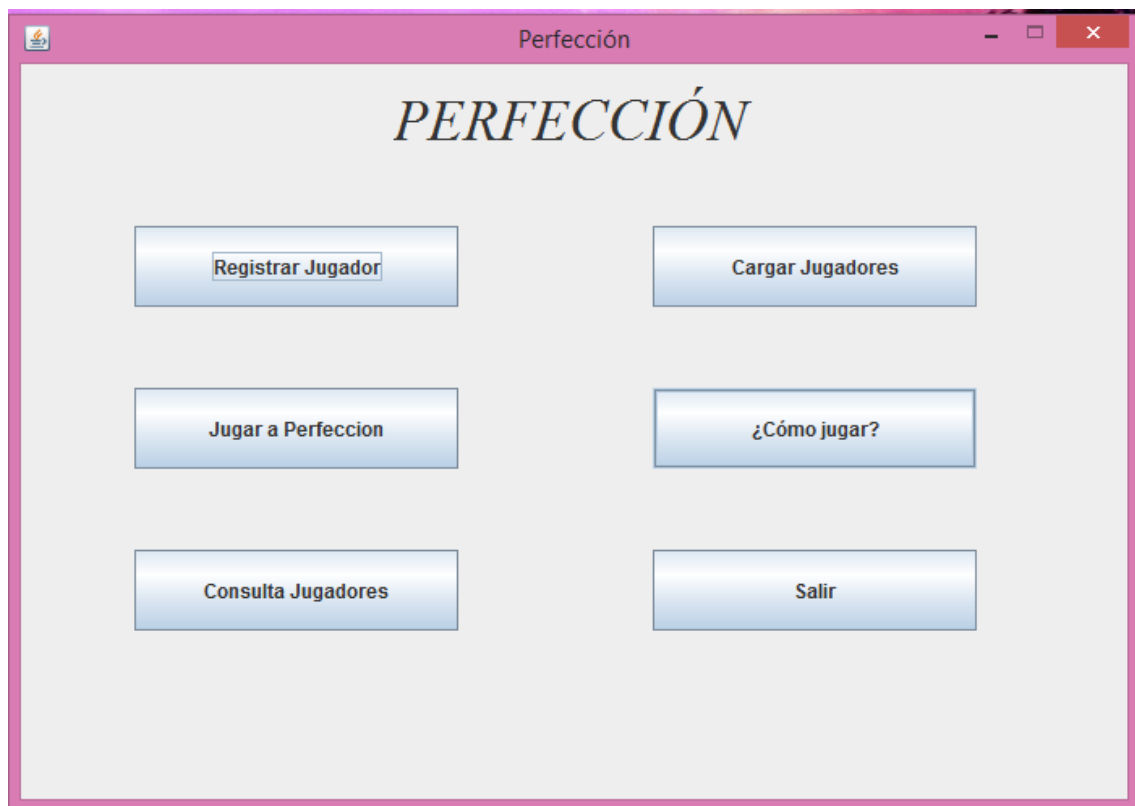 Perfección
PERFECCIÓN
Registrar Jugador
Cargar Jugadores
Jugar a Perfeccion
¿Cómo jugar?
Consulta Jugadores
Salir